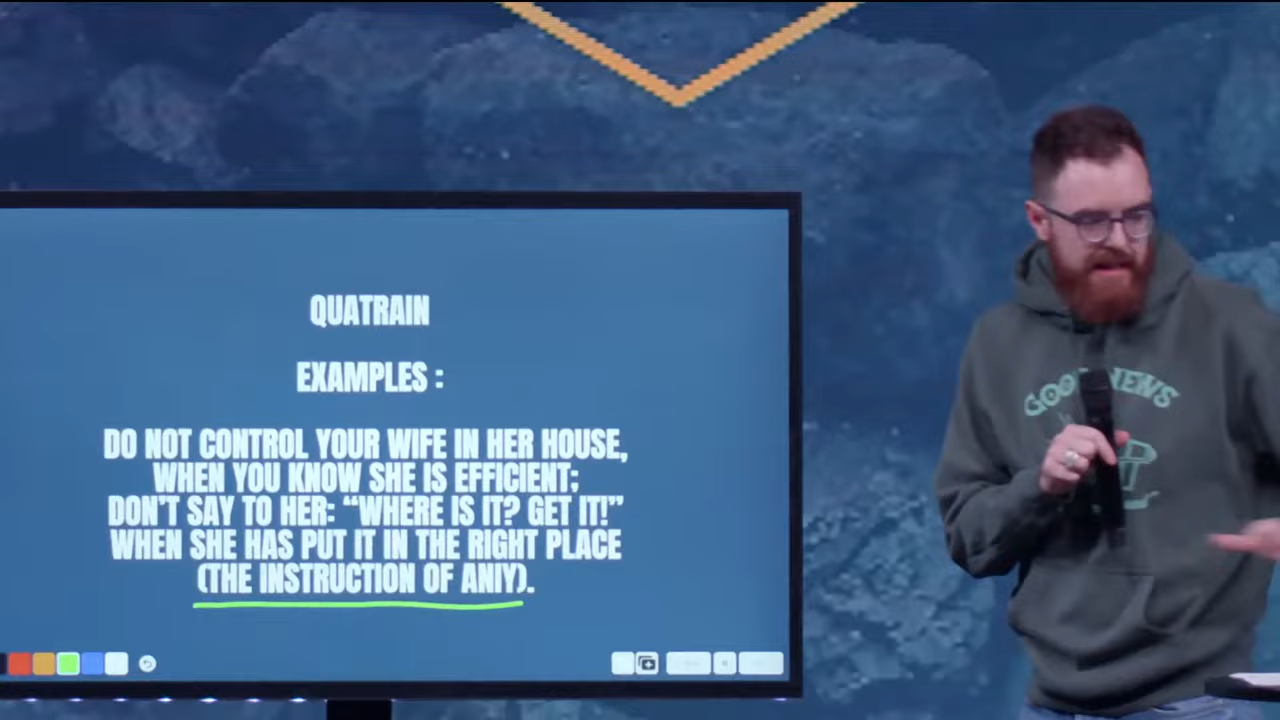 QUATRAIN
EXAMPLES :
DO NOT CONTROL YOUR WIFE IN HER HOUSE,
WHEN YOU KNOW SHE IS EFFICIENT;
DON'T SAY TO HER: “WHERE IS IT? GET IT!”
WHEN SHE HAS PUT IT IN THE RIGHT PLACE
(THE INSTRUCTION OF ANIY).
GOOD NEWS